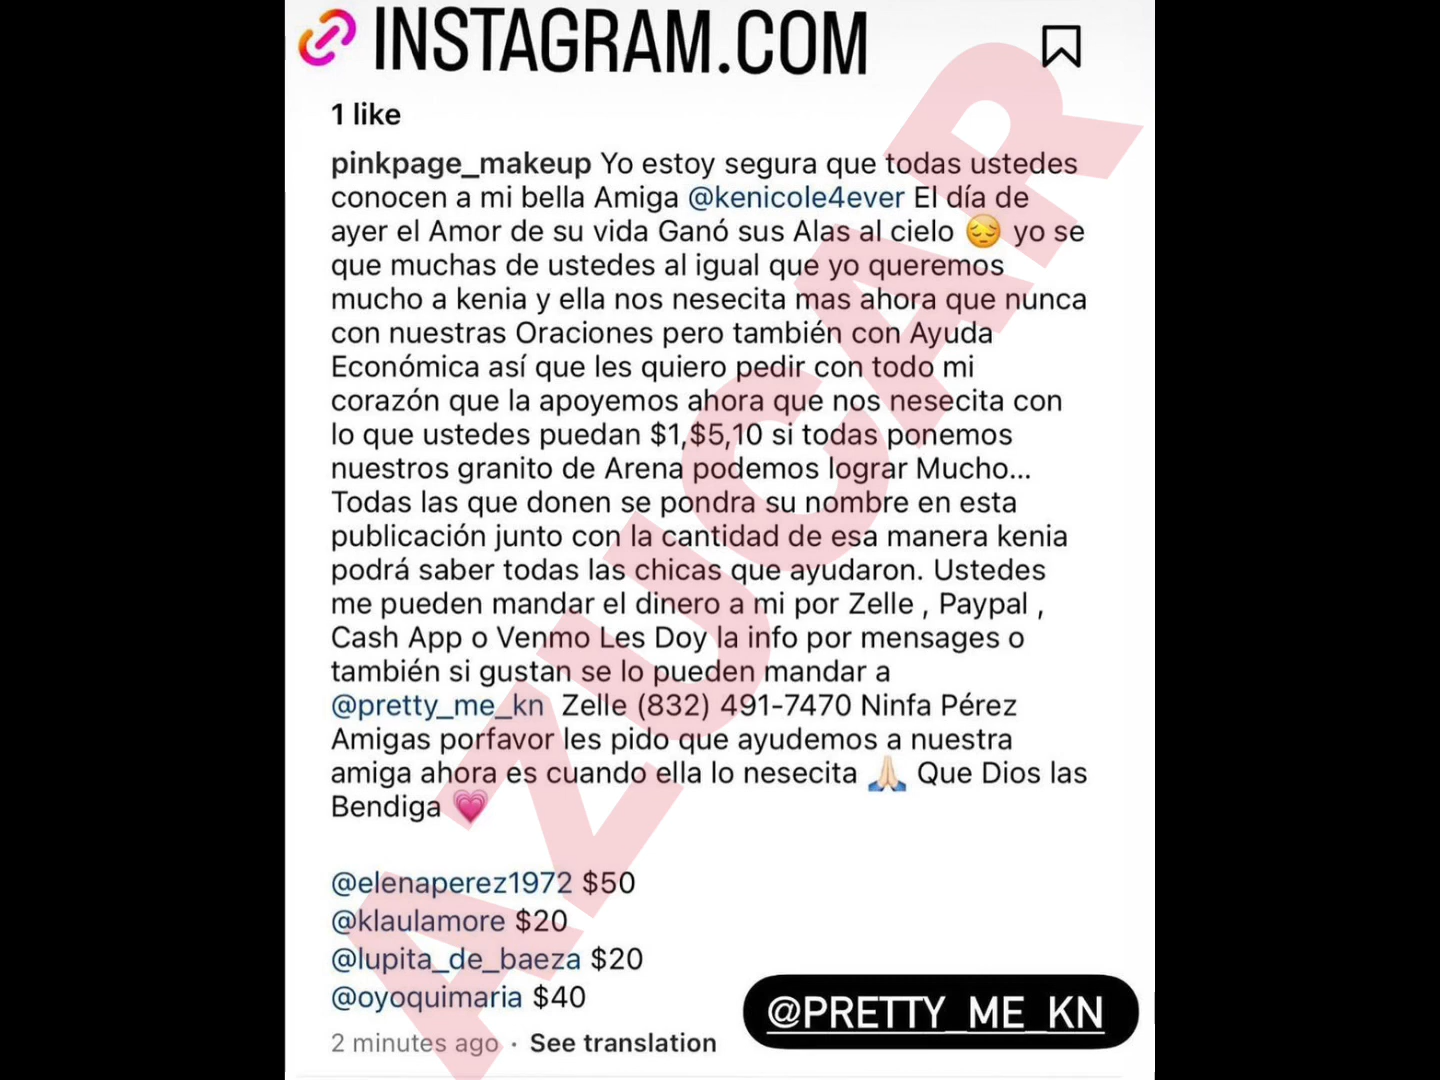 INSTAGRAM.COM
1 like
pinkpage_makeup Yo estoy segura que todas ustedes
conocen a mi bella Amiga @kenicole4ever El día de
ayer el Amor de su vida Ganó sus Alas al cielo 😔 yo se
que muchas de ustedes al igual que yo queremos
mucho a kenia y ella nos nesecita mas ahora que nunca
con nuestras Oraciones pero también con Ayuda
Económica así que les quiero pedir con todo mi
corazón que la apoyemos ahora que nos nesecita con
lo que ustedes puedan $1,$5,10 si todas ponemos
nuestros granito de Arena podemos lograr Mucho...
Todas las que donen se pondra su nombre en esta
publicación junto con la cantidad de esa manera kenia
podrá saber todas las chicas que ayudaron. Ustedes
me pueden mandar el dinero a mi por Zelle , Paypal ,
Cash App o Venmo Les Doy la info por mensages o
también si gustan se lo pueden mandar a
@pretty_me_kn Zelle (832) 491-7470 Ninfa Pérez
Amigas porfavor les pido que ayudemos a nuestra
amiga ahora es cuando ella lo nesecita 🙏🏻 Que Dios las
Bendiga 💗
@elenaperez1972 $50
@klaulamore $20
@lupita_de_baeza $20
@oyoquimaria $40
@PRETTY_ME_KN
2 minutes ago · See translation
AZUCAR